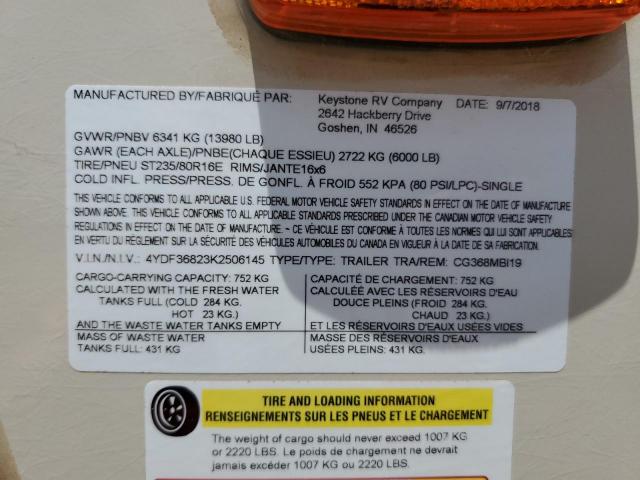 MANUFACTURED BY/FABRIQUÉ PAR: Keystone RV Company DATE: 9/7/2018
2642 Hackberry Drive
Goshen, IN 46526
GVWR/PNBV 6341 KG (13980 LB)
GAWR (EACH AXLE)/PNBE(CHAQUE ESSIEU) 2722 KG (6000 LB)
TIRE/PNEU ST235/80R16E RIMS/JANTE16x6
COLD INFL. PRESS/PRESS. DE GONFL. À FROID 552 KPA (80 PSI/LPC)-SINGLE
THIS VEHICLE CONFORMS TO ALL APPLICABLE U.S. FEDERAL MOTOR VEHICLE SAFETY STANDARDS IN EFFECT ON THE DATE OF MANUFACTURE
SHOWN ABOVE. THIS VEHICLE CONFORMS TO ALL APPLICABLE STANDARDS PRESCRIBED UNDER THE CANADIAN MOTOR VEHICLE SAFETY
REGULATIONS IN EFFECT ON THE DATE OF MANUFACTURE ~ CE VÉHICULE EST CONFORME À TOUTES LES NORMES QUI LUI SONT APPLICABLES
EN VERTU DU RÈGLEMENT SUR LA SÉCURITÉ DES VÉHICULES AUTOMOBILES DU CANADA EN VIGUEUR À LA DATE DE SA FABRICATION.
V.I.N./N.I.V.: 4YDF36823K2506145 TYPE/TYPE: TRAILER TRA/REM: CG368MBI19
CARGO-CARRYING CAPACITY: 752 KG
CALCULATED WITH THE FRESH WATER
TANKS FULL (COLD 284 KG.
HOT 23 KG.)
AND THE WASTE WATER TANKS EMPTY
MASS OF WASTE WATER
TANKS FULL: 431 KG
CAPACITÉ DE CHARGEMENT: 752 KG
CALCULÉE AVEC LES RÉSERVOIRS D'EAU
DOUCE PLEINS (FROID 284 KG.
CHAUD 23 KG.)
ET LES RÉSERVOIRS D'EAU USÉES VIDES
MASSE DES RÉSERVOIRS D'EAUX
USÉES PLEINS: 431 KG.
TIRE AND LOADING INFORMATION
RENSEIGNEMENTS SUR LES PNEUS ET LE CHARGEMENT
The weight of cargo should never exceed 1007 KG
or 2220 LBS. Le poids de chargement ne devrait
jamais excéder 1007 KG ou 2220 LBS.